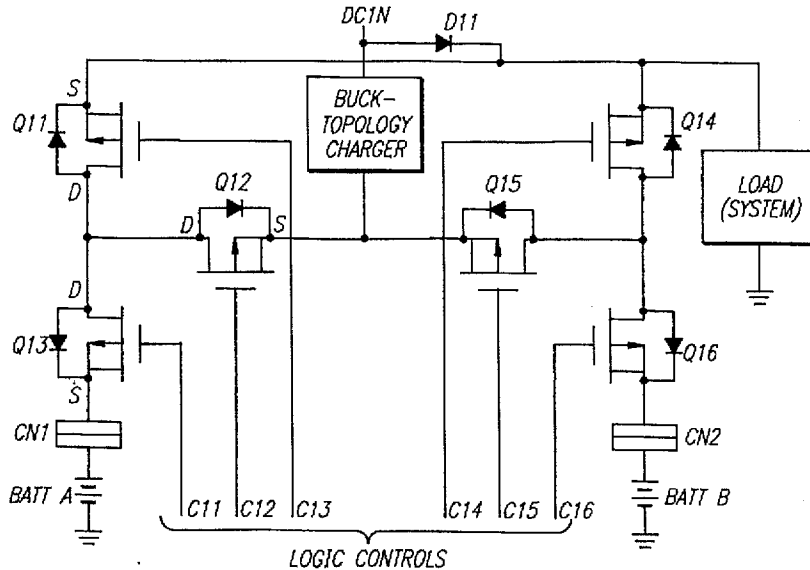 DC1N
D11
S
Q11
BUCK-
TOPOLOGY
CHARGER
Q14
D
Q12
Q15
LOAD
(SYSTEM)
D
S
D
Q13
Q16
S
CN1
CN2
BATT A
C11
C12
C13
C14
C15
C16
BATT B
LOGIC CONTROLS